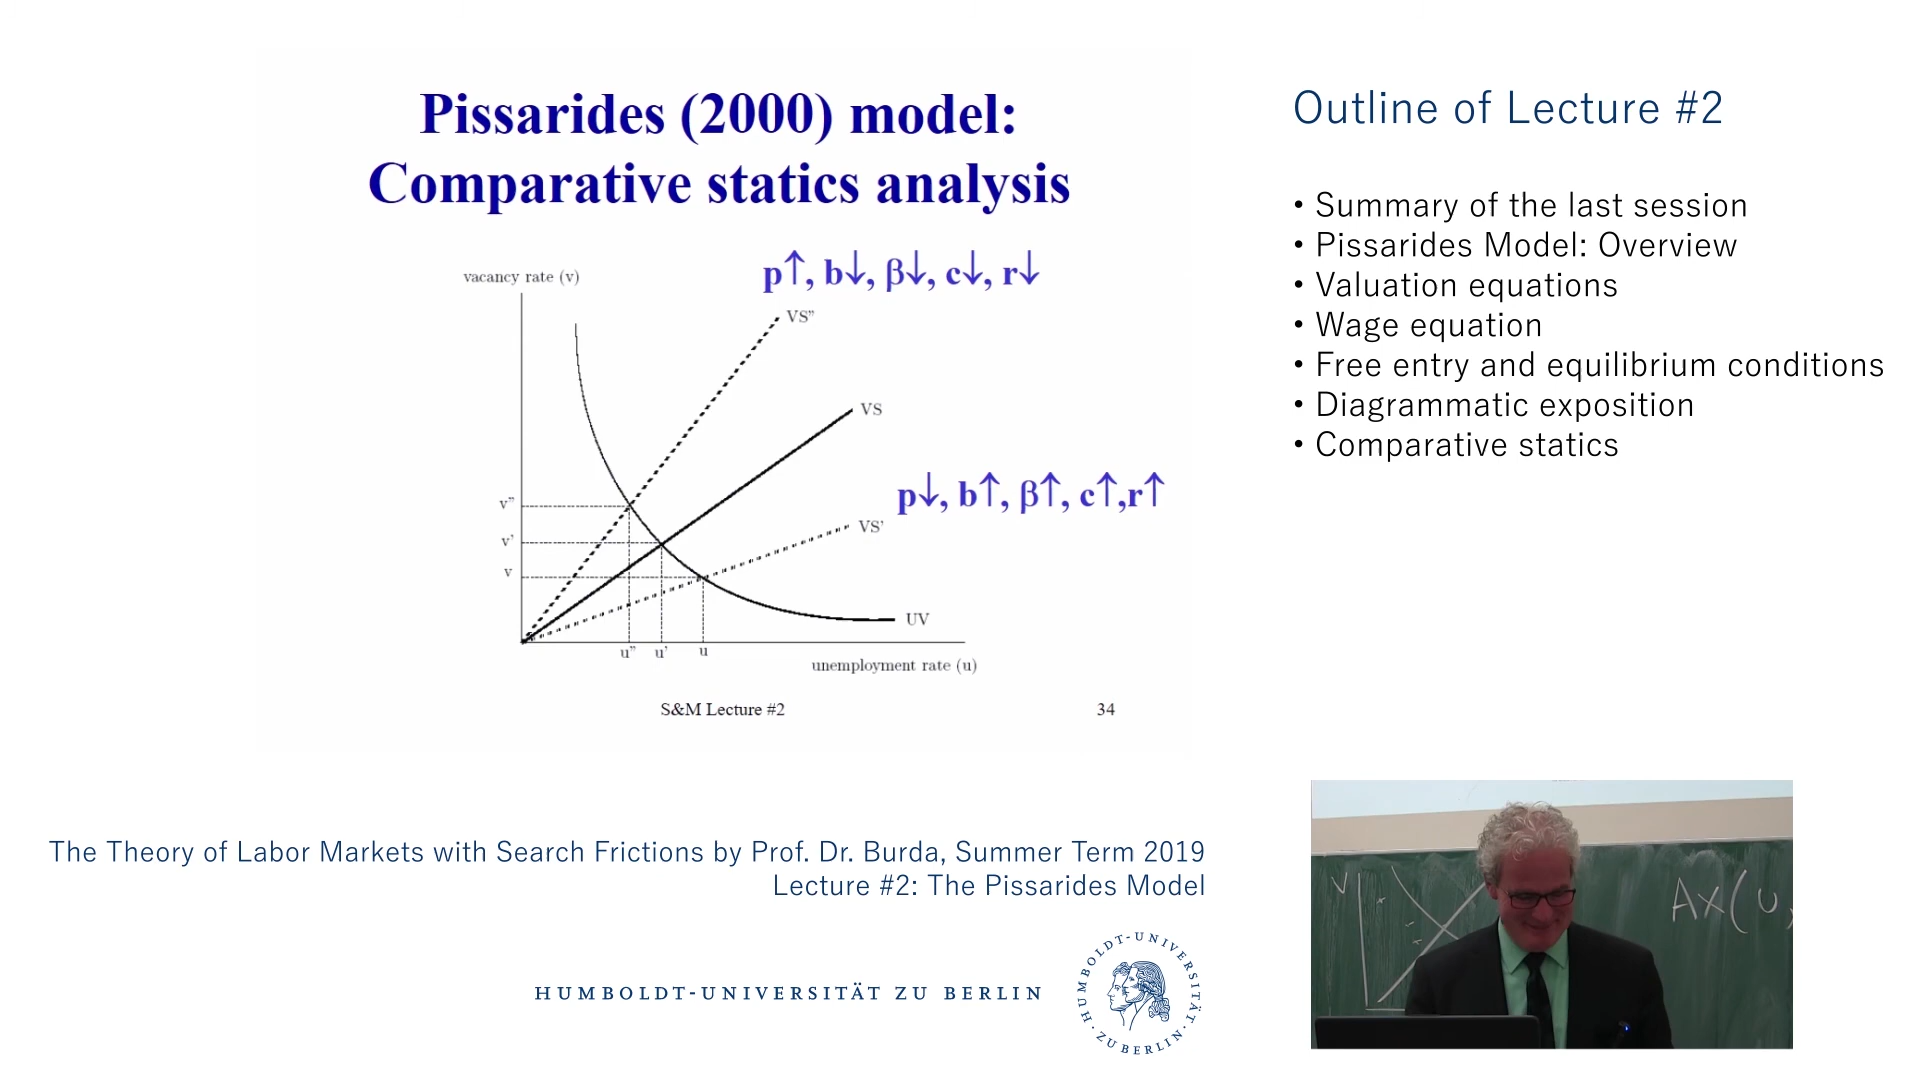 Pissarides (2000) model:
Comparative statics analysis
p↑, b↓, β↓, c↓, r↓
vacancy rate (v)
VS”
VS
p↓, b↑, β↑, c↑,r↑
v”
VS’
v’
v
UV
u” u’ u
unemployment rate (u)
S&M Lecture #2 34
Outline of Lecture #2
• Summary of the last session
• Pissarides Model: Overview
• Valuation equations
• Wage equation
• Free entry and equilibrium conditions
• Diagrammatic exposition
• Comparative statics
The Theory of Labor Markets with Search Frictions by Prof. Dr. Burda, Summer Term 2019
Lecture #2: The Pissarides Model
HUMBOLDT-UNIVERSITÄT ZU BERLIN
HUMBOLDT-UNIVERSITÄT · ZU BERLIN ·
V
AX(U,